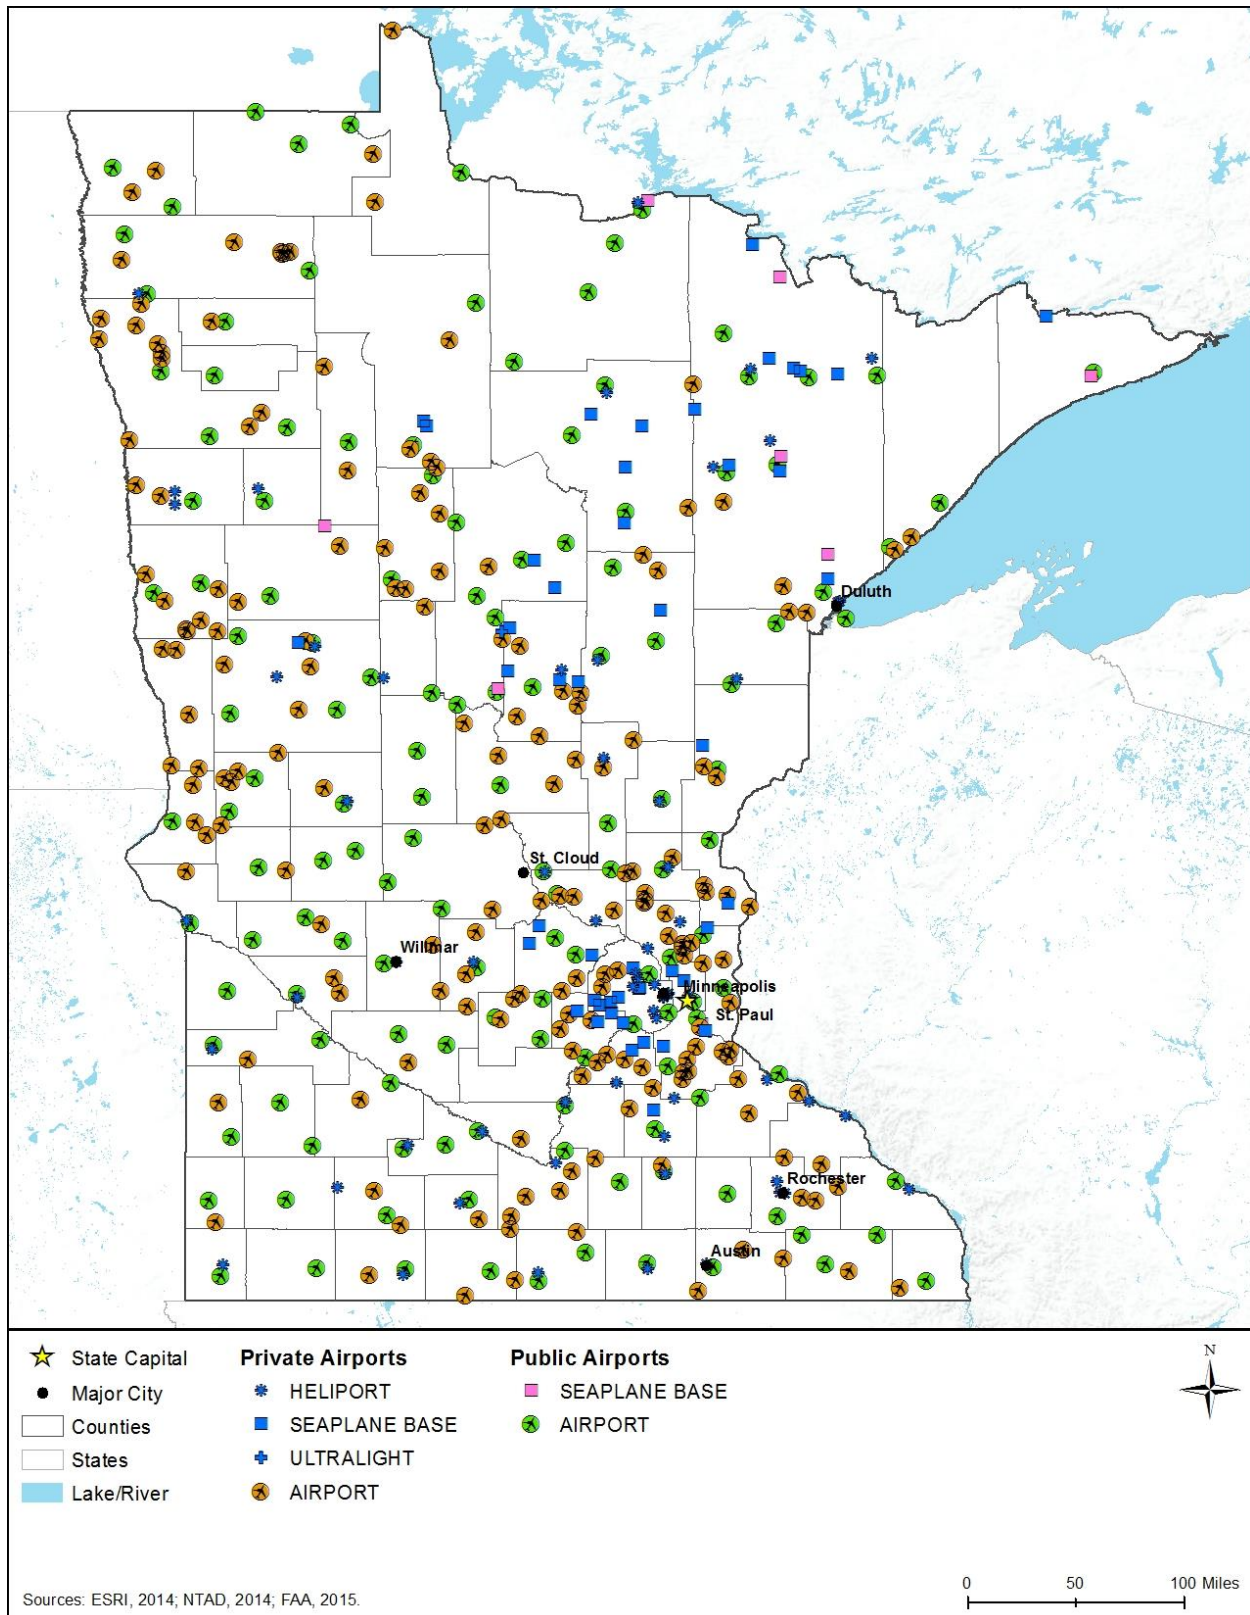 Duluth
St. Cloud
Willmar
Minneapolis
St. Paul
Rochester
Austin
State Capital
Major City
Counties
States
Lake/River
Private Airports
HELIPORT
SEAPLANE BASE
ULTRALIGHT
AIRPORT
Public Airports
SEAPLANE BASE
AIRPORT
N
0 50 100 Miles
Sources: ESRI, 2014; NTAD, 2014; FAA, 2015.